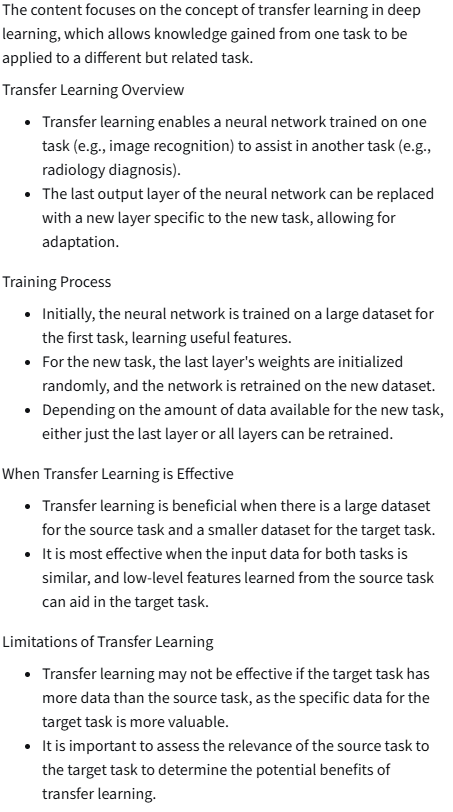 The content focuses on the concept of transfer learning in deep
learning, which allows knowledge gained from one task to be
applied to a different but related task.
Transfer Learning Overview
• Transfer learning enables a neural network trained on one
task (e.g., image recognition) to assist in another task (e.g.,
radiology diagnosis).
• The last output layer of the neural network can be replaced
with a new layer specific to the new task, allowing for
adaptation.
Training Process
• Initially, the neural network is trained on a large dataset for
the first task, learning useful features.
• For the new task, the last layer's weights are initialized
randomly, and the network is retrained on the new dataset.
• Depending on the amount of data available for the new task,
either just the last layer or all layers can be retrained.
When Transfer Learning is Effective
• Transfer learning is beneficial when there is a large dataset
for the source task and a smaller dataset for the target task.
• It is most effective when the input data for both tasks is
similar, and low-level features learned from the source task
can aid in the target task.
Limitations of Transfer Learning
• Transfer learning may not be effective if the target task has
more data than the source task, as the specific data for the
target task is more valuable.
• It is important to assess the relevance of the source task to
the target task to determine the potential benefits of
transfer learning.